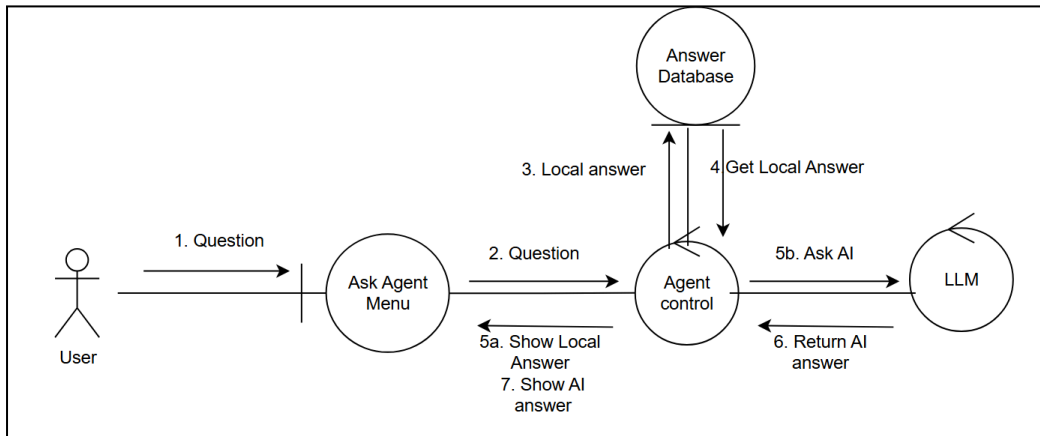 Answer
Database
3. Local answer
4.Get Local Answer
1. Question
2. Question
5b. Ask AI
Ask Agent
Menu
Agent
control
LLM
User
5a. Show Local
Answer
7. Show AI
answer
6. Return AI
answer